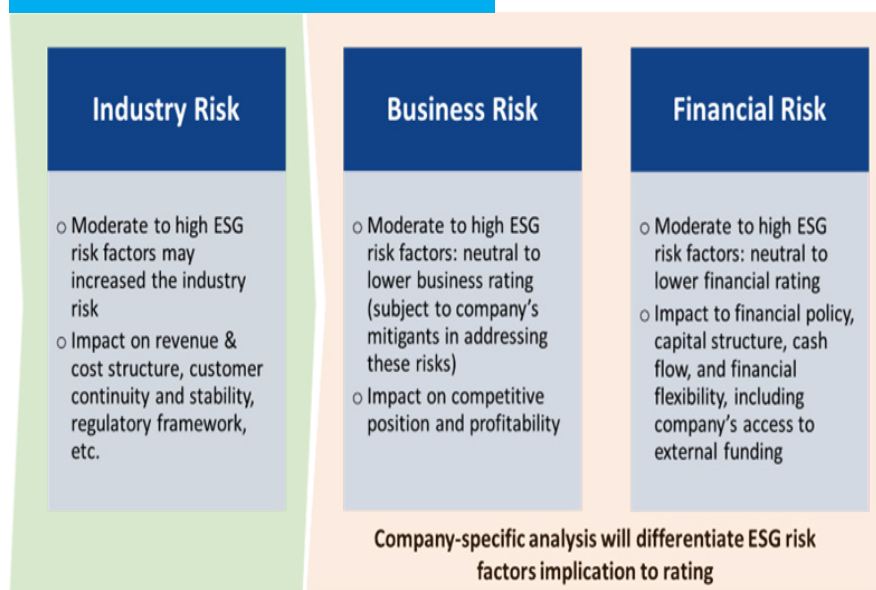 Industry Risk
○ Moderate to high ESG
risk factors may
increased the industry
risk
○ Impact on revenue &
cost structure, customer
continuity and stability,
regulatory framework,
etc.
Business Risk
○ Moderate to high ESG
risk factors: neutral to
lower business rating
(subject to company's
mitigants in addressing
these risks)
○ Impact on competitive
position and profitability
Financial Risk
○ Moderate to high ESG
risk factors: neutral to
lower financial rating
○ Impact to financial policy,
capital structure, cash
flow, and financial
flexibility, including
company's access to
external funding
Company-specific analysis will differentiate ESG risk
factors implication to rating